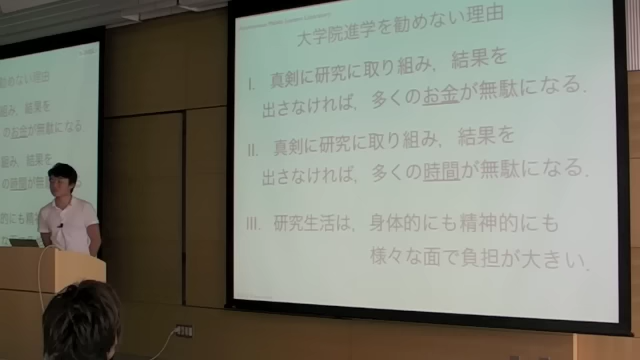 大学院進学を勧めない理由
I. 真剣に研究に取り組み，結果を
出さなければ，多くのお金が無駄になる．
II. 真剣に研究に取り組み，結果を
出さなければ，多くの時間が無駄になる．
III. 研究生活は，身体的にも精神的にも
様々な面で負担が大きい．